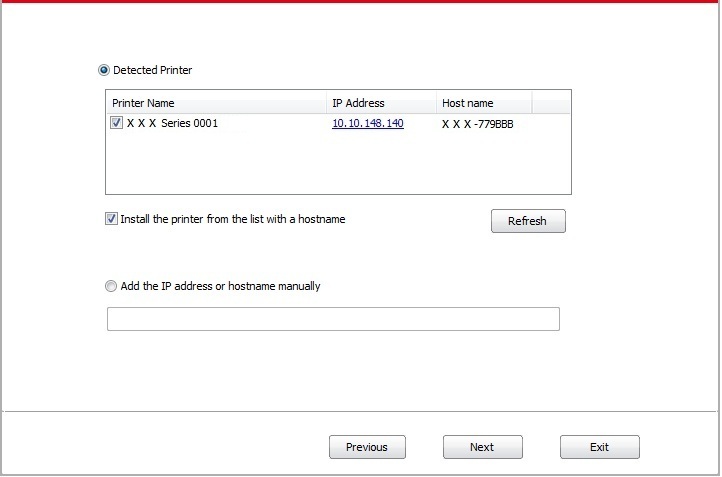 Detected Printer
Printer Name IP Address Host name
X X X Series 0001 10.10.148.140 X X X -779BBB
Install the printer from the list with a hostname
Refresh
Add the IP address or hostname manually
Previous Next Exit